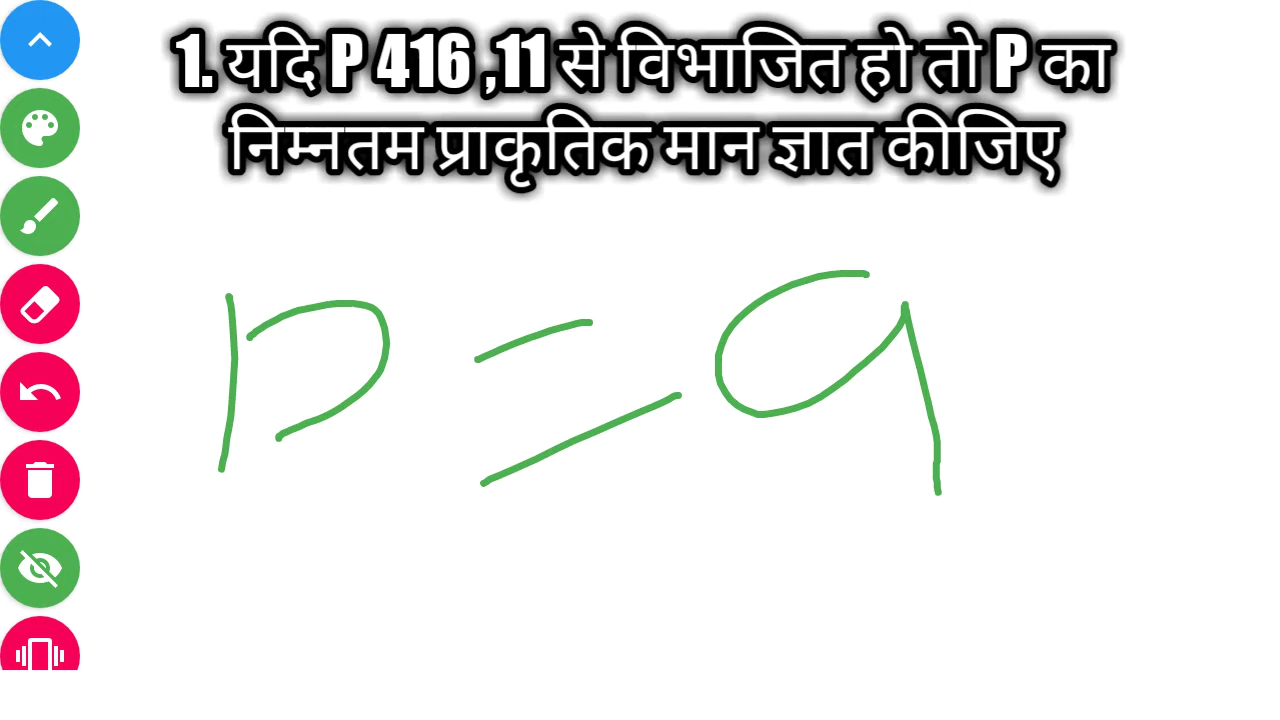 1. यदि P 416 ,11 से विभाजित हो तो P का
निम्नतम प्राकृतिक मान ज्ञात कीजिए
P = 9